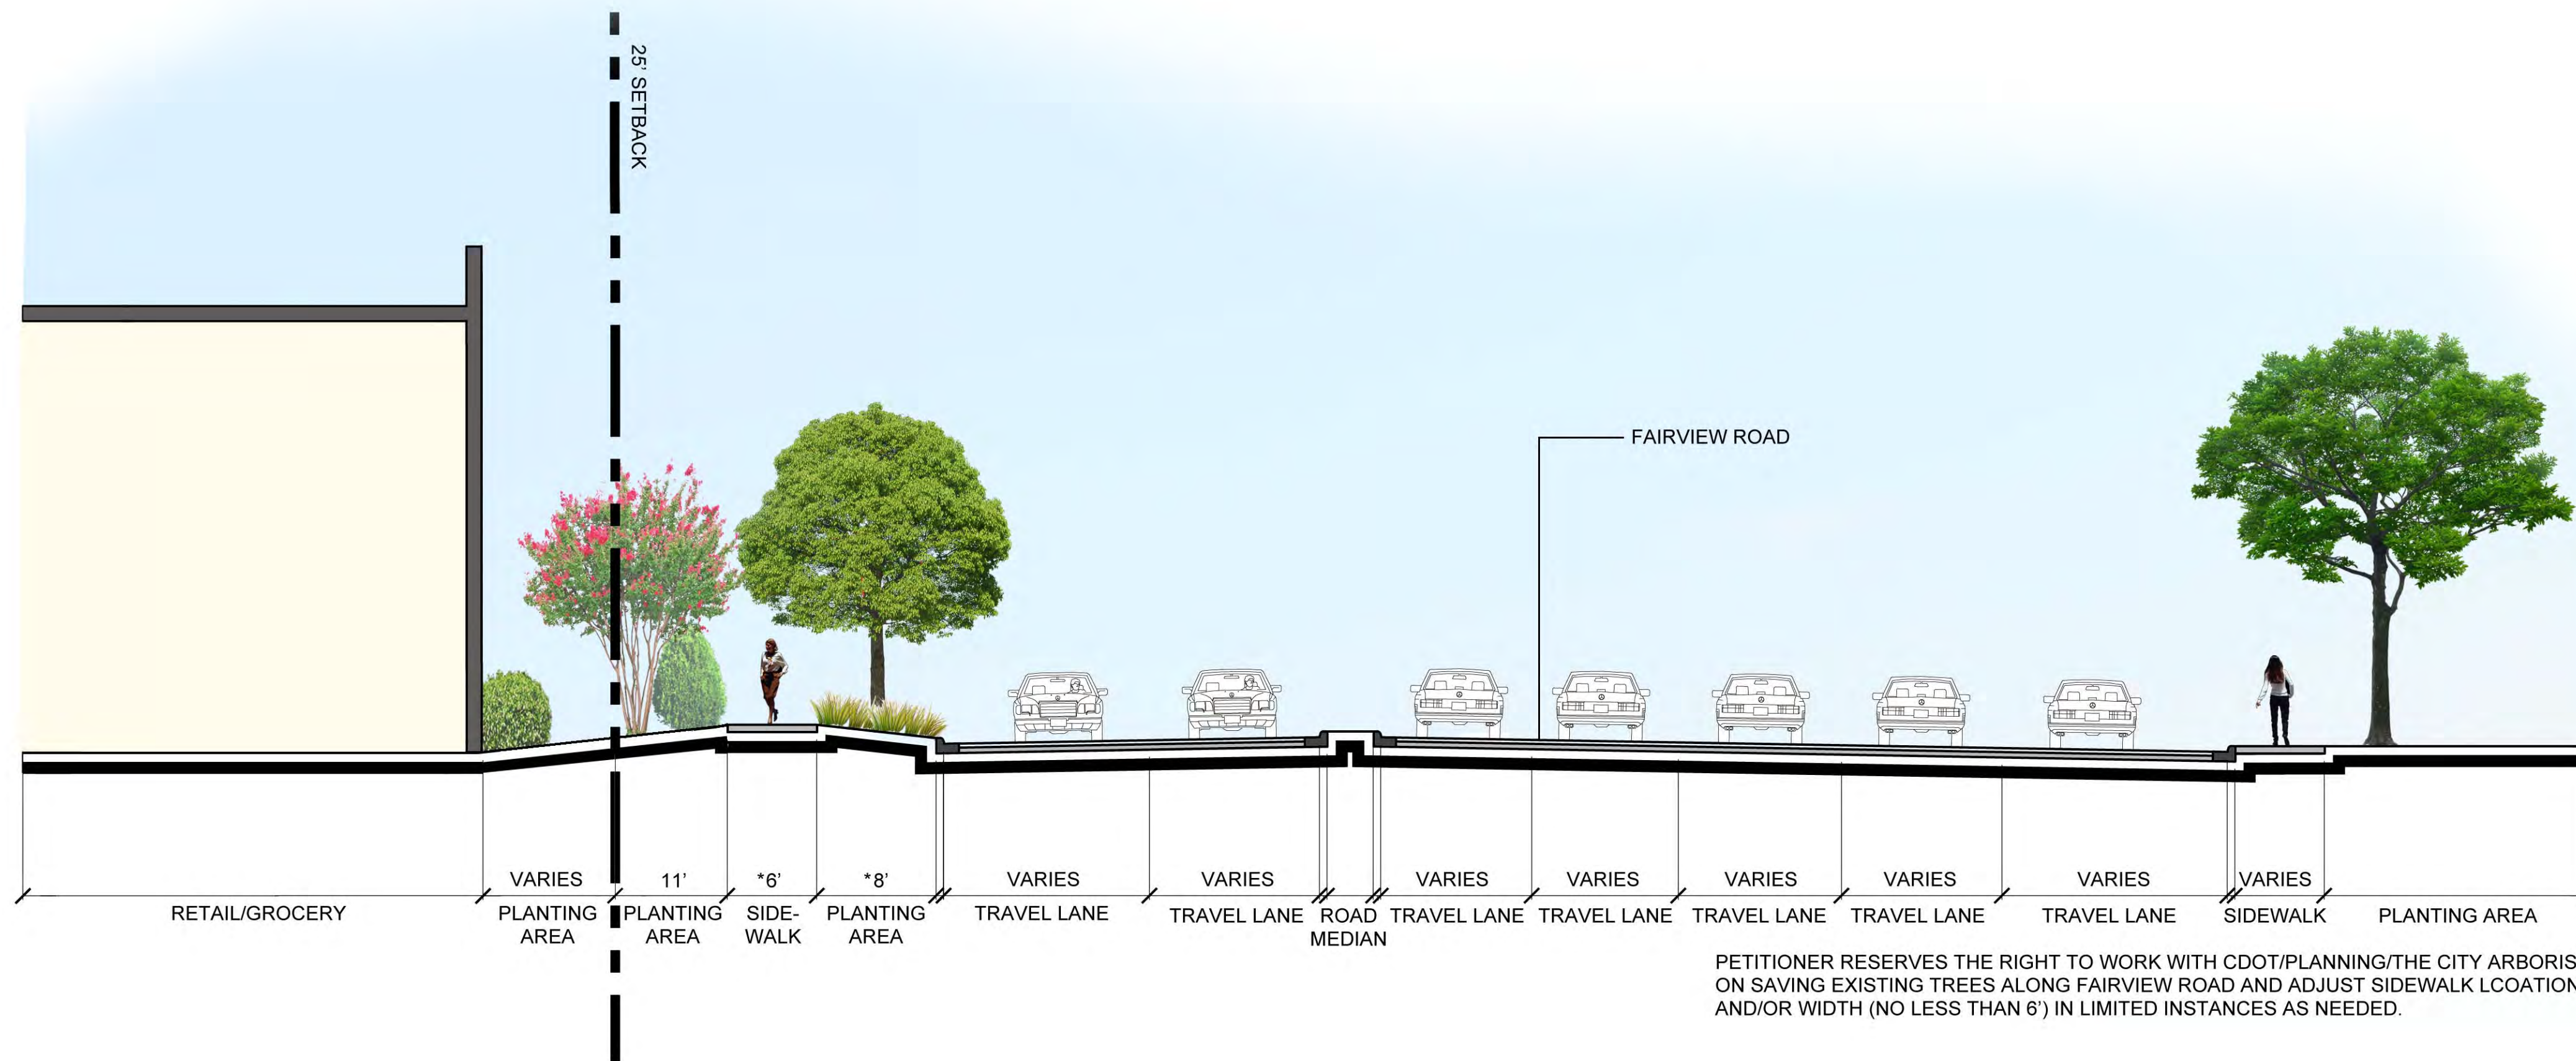 25' SETBACK
FAIRVIEW ROAD
VARIES
11'
*6'
*8'
VARIES
VARIES
VARIES
VARIES
VARIES
VARIES
VARIES
VARIES
RETAIL/GROCERY
PLANTING
AREA
PLANTING
AREA
SIDE-
WALK
PLANTING
AREA
TRAVEL LANE
TRAVEL LANE
ROAD
MEDIAN
TRAVEL LANE
TRAVEL LANE
TRAVEL LANE
TRAVEL LANE
TRAVEL LANE
SIDEWALK
PLANTING AREA
PETITIONER RESERVES THE RIGHT TO WORK WITH CDOT/PLANNING/THE CITY ARBORIS
ON SAVING EXISTING TREES ALONG FAIRVIEW ROAD AND ADJUST SIDEWALK LCOATION
AND/OR WIDTH (NO LESS THAN 6') IN LIMITED INSTANCES AS NEEDED.